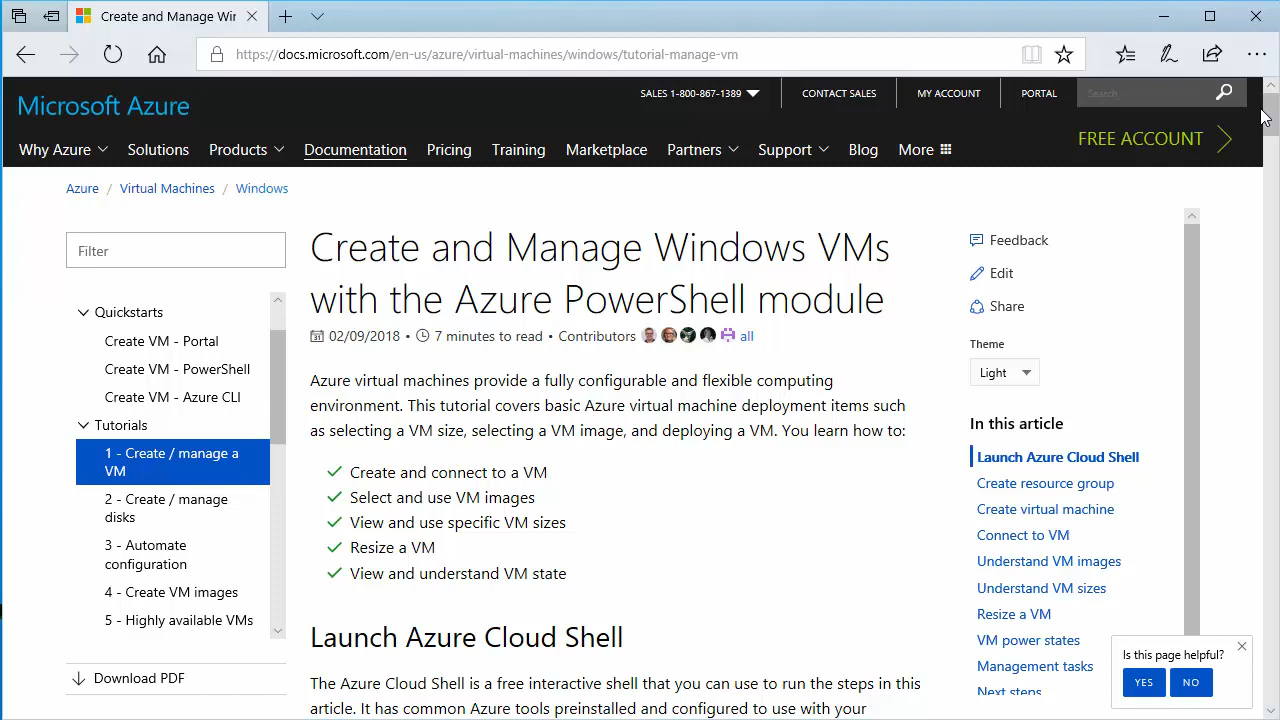 Create and Manage Wir
https://docs.microsoft.com/en-us/azure/virtual-machines/windows/tutorial-manage-vm
Microsoft Azure
SALES 1-800-867-1389
CONTACT SALES
MY ACCOUNT
PORTAL
Search
Why Azure
Solutions
Products
Documentation
Pricing
Training
Marketplace
Partners
Support
Blog
More
FREE ACCOUNT
Azure / Virtual Machines / Windows
Filter
Quickstarts
Create VM - Portal
Create VM - PowerShell
Create VM - Azure CLI
Tutorials
1 - Create / manage a
VM
2 - Create / manage
disks
3 - Automate
configuration
4 - Create VM images
5 - Highly available VMs
Download PDF
Create and Manage Windows VMs
with the Azure PowerShell module
02/09/2018 • 7 minutes to read • Contributors all
Azure virtual machines provide a fully configurable and flexible computing
environment. This tutorial covers basic Azure virtual machine deployment items such
as selecting a VM size, selecting a VM image, and deploying a VM. You learn how to:
Create and connect to a VM
Select and use VM images
View and use specific VM sizes
Resize a VM
View and understand VM state
Launch Azure Cloud Shell
The Azure Cloud Shell is a free interactive shell that you can use to run the steps in this
article. It has common Azure tools preinstalled and configured to use with your
Feedback
Edit
Share
Theme
Light
In this article
Launch Azure Cloud Shell
Create resource group
Create virtual machine
Connect to VM
Understand VM images
Understand VM sizes
Resize a VM
VM power states
Management tasks
Next steps
Is this page helpful?
YES
NO